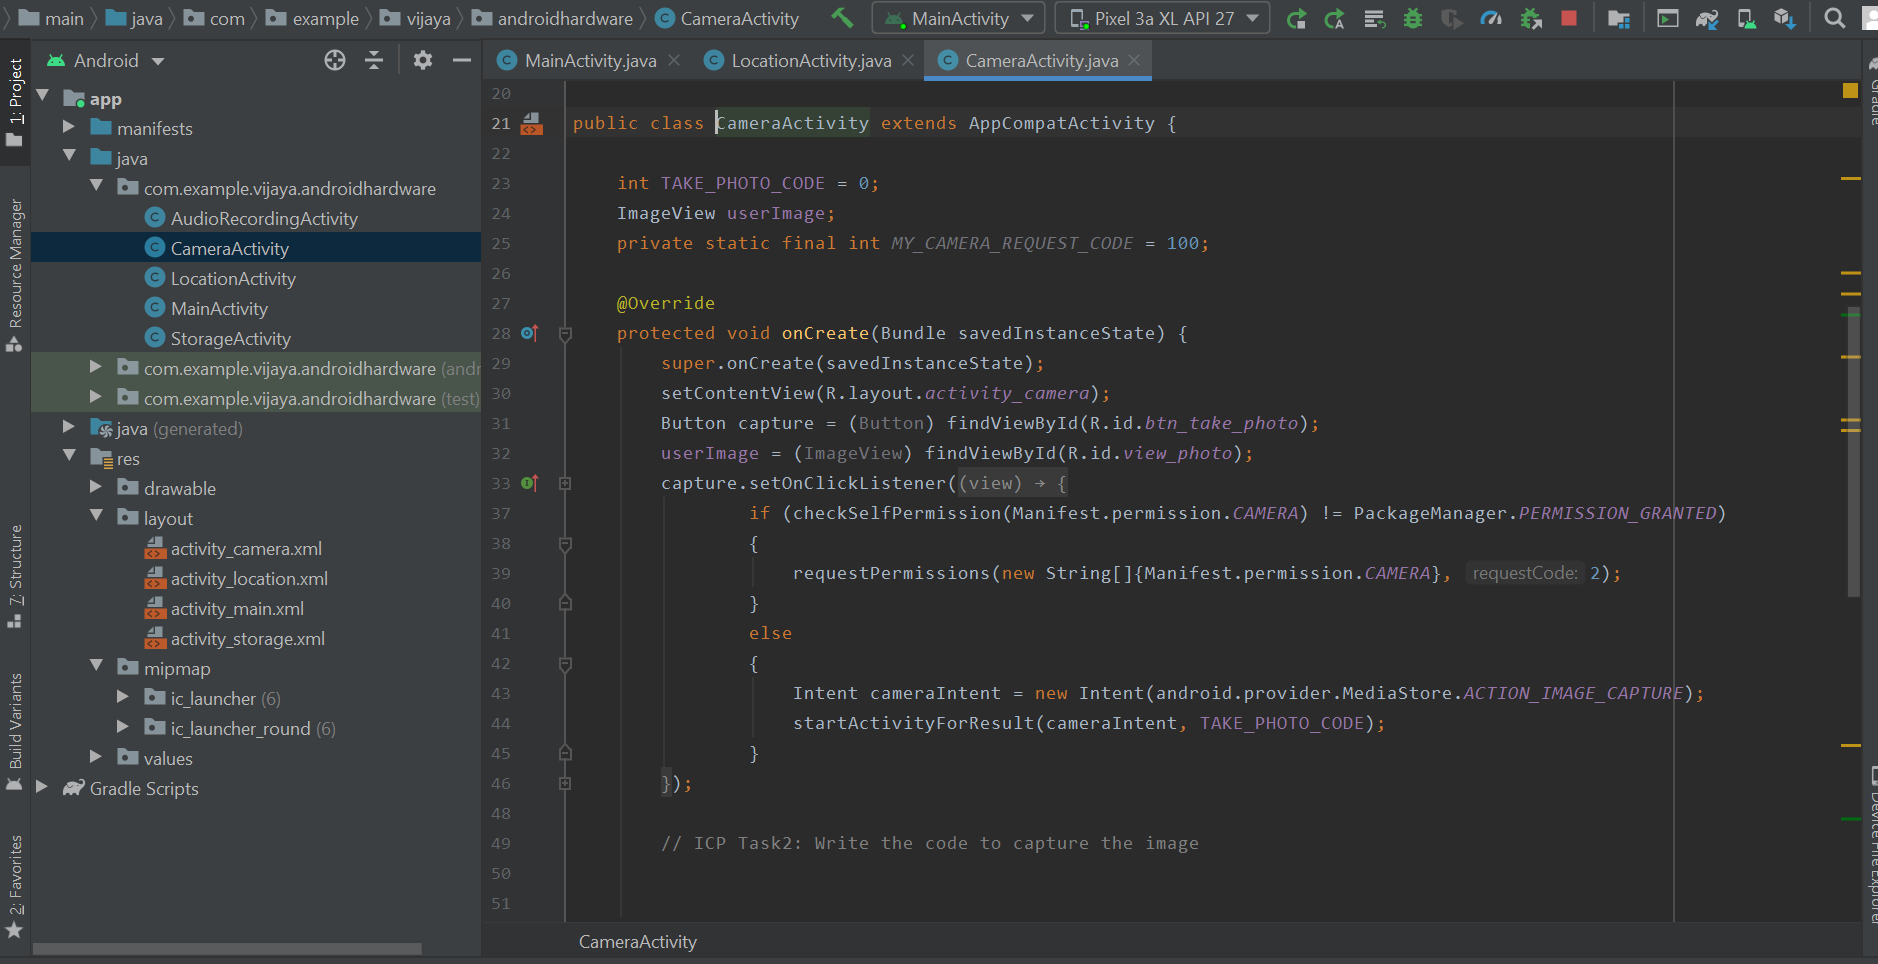 main java com example vijaya androidhardware CameraActivity MainActivity Pixel 3a XL API 27
Android
MainActivity.java LocationActivity.java CameraActivity.java
1: Project
Resource Manager
7: Structure
Build Variants
2: Favorites
app
manifests
java
com.example.vijaya.androidhardware
AudioRecordingActivity
CameraActivity
LocationActivity
MainActivity
StorageActivity
com.example.vijaya.androidhardware (andr
com.example.vijaya.androidhardware (test)
java (generated)
res
drawable
layout
activity_camera.xml
activity_location.xml
activity_main.xml
activity_storage.xml
mipmap
ic_launcher (6)
ic_launcher_round (6)
values
Gradle Scripts
20
21 public class CameraActivity extends AppCompatActivity {
22
23 int TAKE_PHOTO_CODE = 0;
24 ImageView userImage;
25 private static final int MY_CAMERA_REQUEST_CODE = 100;
26
27 @Override
28 protected void onCreate(Bundle savedInstanceState) {
29 super.onCreate(savedInstanceState);
30 setContentView(R.layout.activity_camera);
31 Button capture = (Button) findViewById(R.id.btn_take_photo);
32 userImage = (ImageView) findViewById(R.id.view_photo);
33 capture.setOnClickListener((view) → {
37 if (checkSelfPermission(Manifest.permission.CAMERA) != PackageManager.PERMISSION_GRANTED)
38 {
39 requestPermissions(new String[]{Manifest.permission.CAMERA}, requestCode: 2);
40 }
41 else
42 {
43 Intent cameraIntent = new Intent(android.provider.MediaStore.ACTION_IMAGE_CAPTURE);
44 startActivityForResult(cameraIntent, TAKE_PHOTO_CODE);
45 }
46 });
48
49 // ICP Task2: Write the code to capture the image
50
51
CameraActivity
Gradle
Device File Explorer